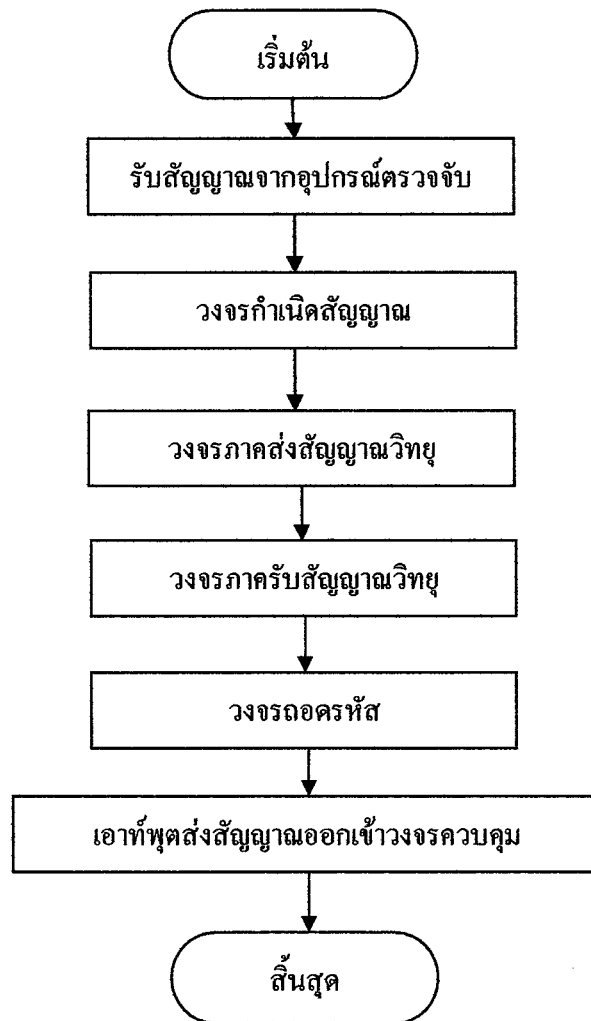 เริ่มต้น
รับสัญญาณจากอุปกรณ์ตรวจจับ
วงจรกำเนิดสัญญาณ
วงจรภาคส่งสัญญาณวิทยุ
วงจรภาครับสัญญาณวิทยุ
วงจรถอดรหัส
เอาท์พุตส่งสัญญาณออกเข้าวงจรควบคุม
สิ้นสุด